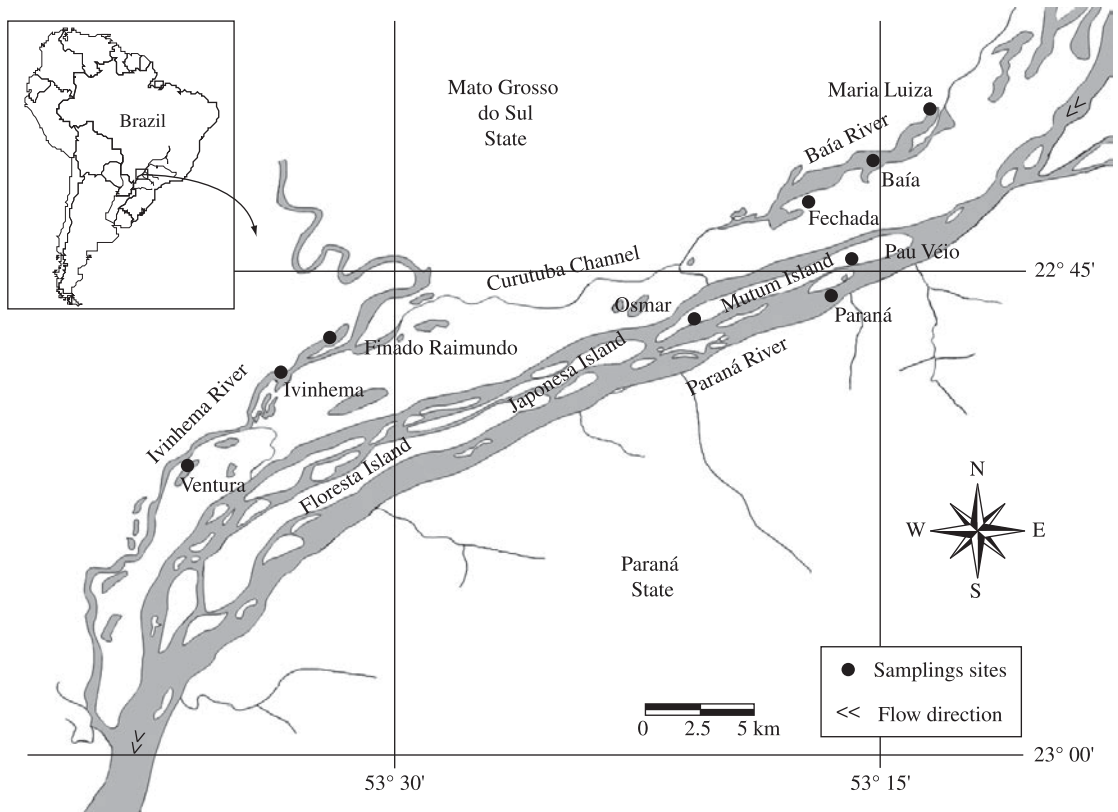 Brazil
Mato Grosso
do Sul
State
Maria Luiza
Baía River
Baía
Fechada
Pau Véio
22° 45'
Curutuba Channel
Mutum Island
Osmar
Paraná
Finado Raimundo
Japonesa Island
Paraná River
Ivinhema
Ivinhema River
Ventura
Floresta Island
N
W
E
S
Paraná
State
Samplings sites
<< Flow direction
0 2.5 5 km
23° 00'
53° 30'
53° 15'